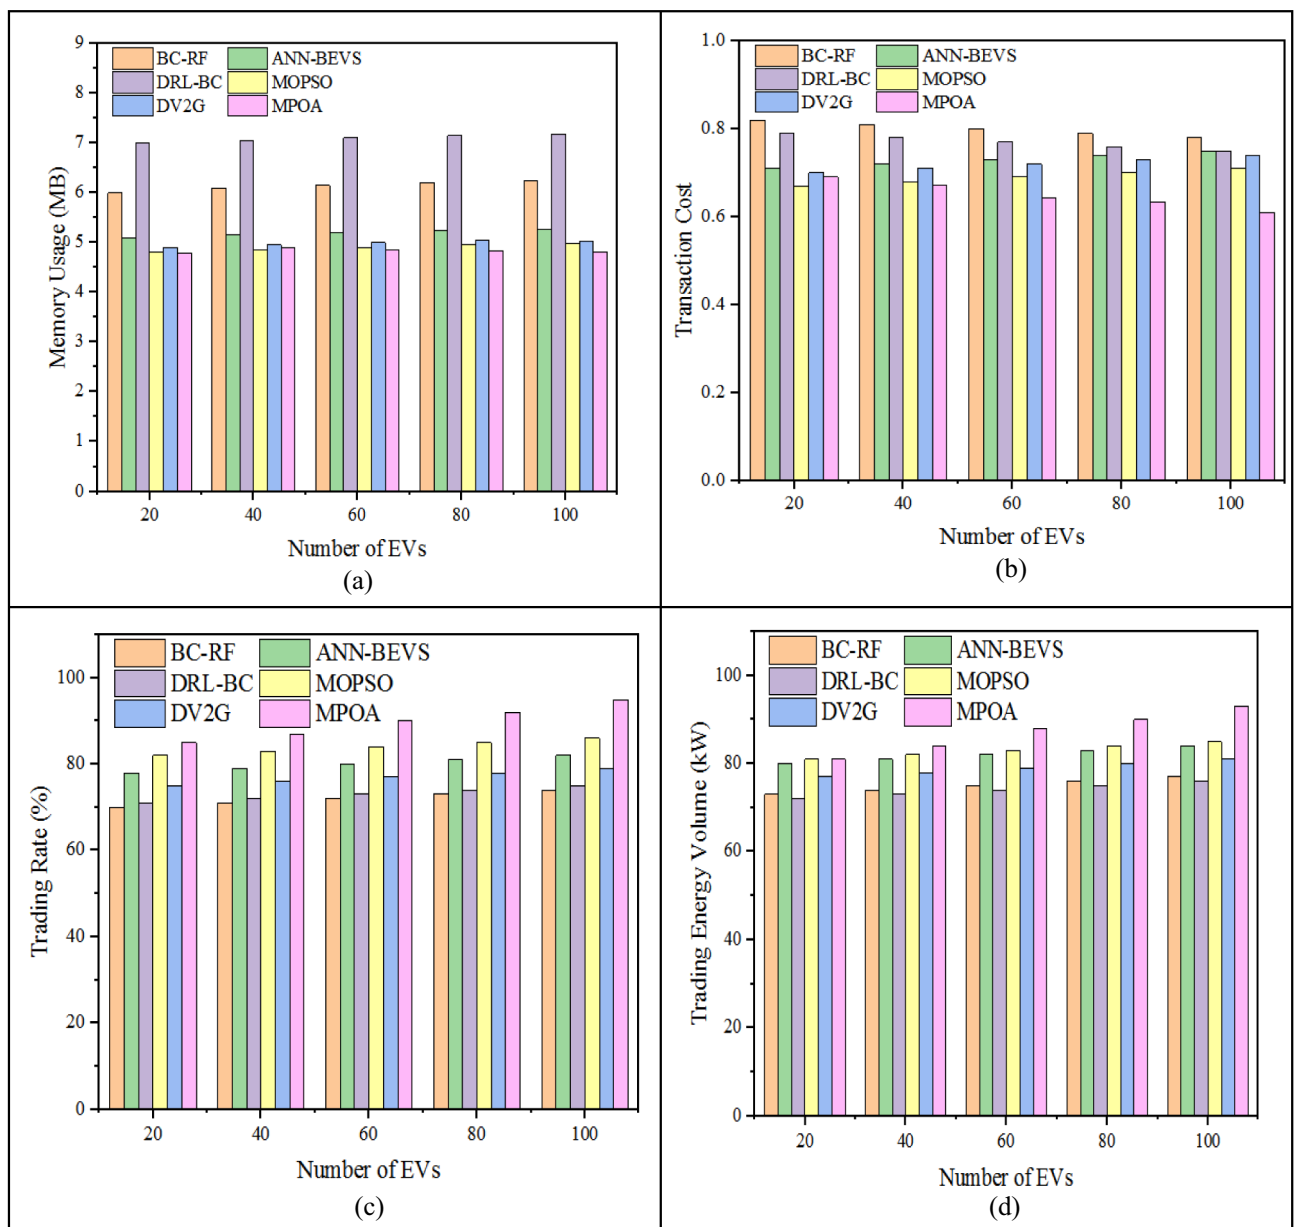 9
8
7
6
5
4
3
2
1
0
Memory Usage (MB)
BC-RF ANN-BEVS
DRL-BC MOPSO
DV2G MPOA
20 40 60 80 100
Number of EVs
(a)
1.0
0.8
0.6
0.4
0.2
0.0
Transaction Cost
BC-RF ANN-BEVS
DRL-BC MOPSO
DV2G MPOA
20 40 60 80 100
Number of EVs
(b)
100
80
60
40
20
0
Trading Rate (%)
BC-RF ANN-BEVS
DRL-BC MOPSO
DV2G MPOA
20 40 60 80 100
Number of EVs
(c)
100
80
60
40
20
0
Trading Energy Volume (kW)
BC-RF ANN-BEVS
DRL-BC MOPSO
DV2G MPOA
20 40 60 80 100
Number of EVs
(d)